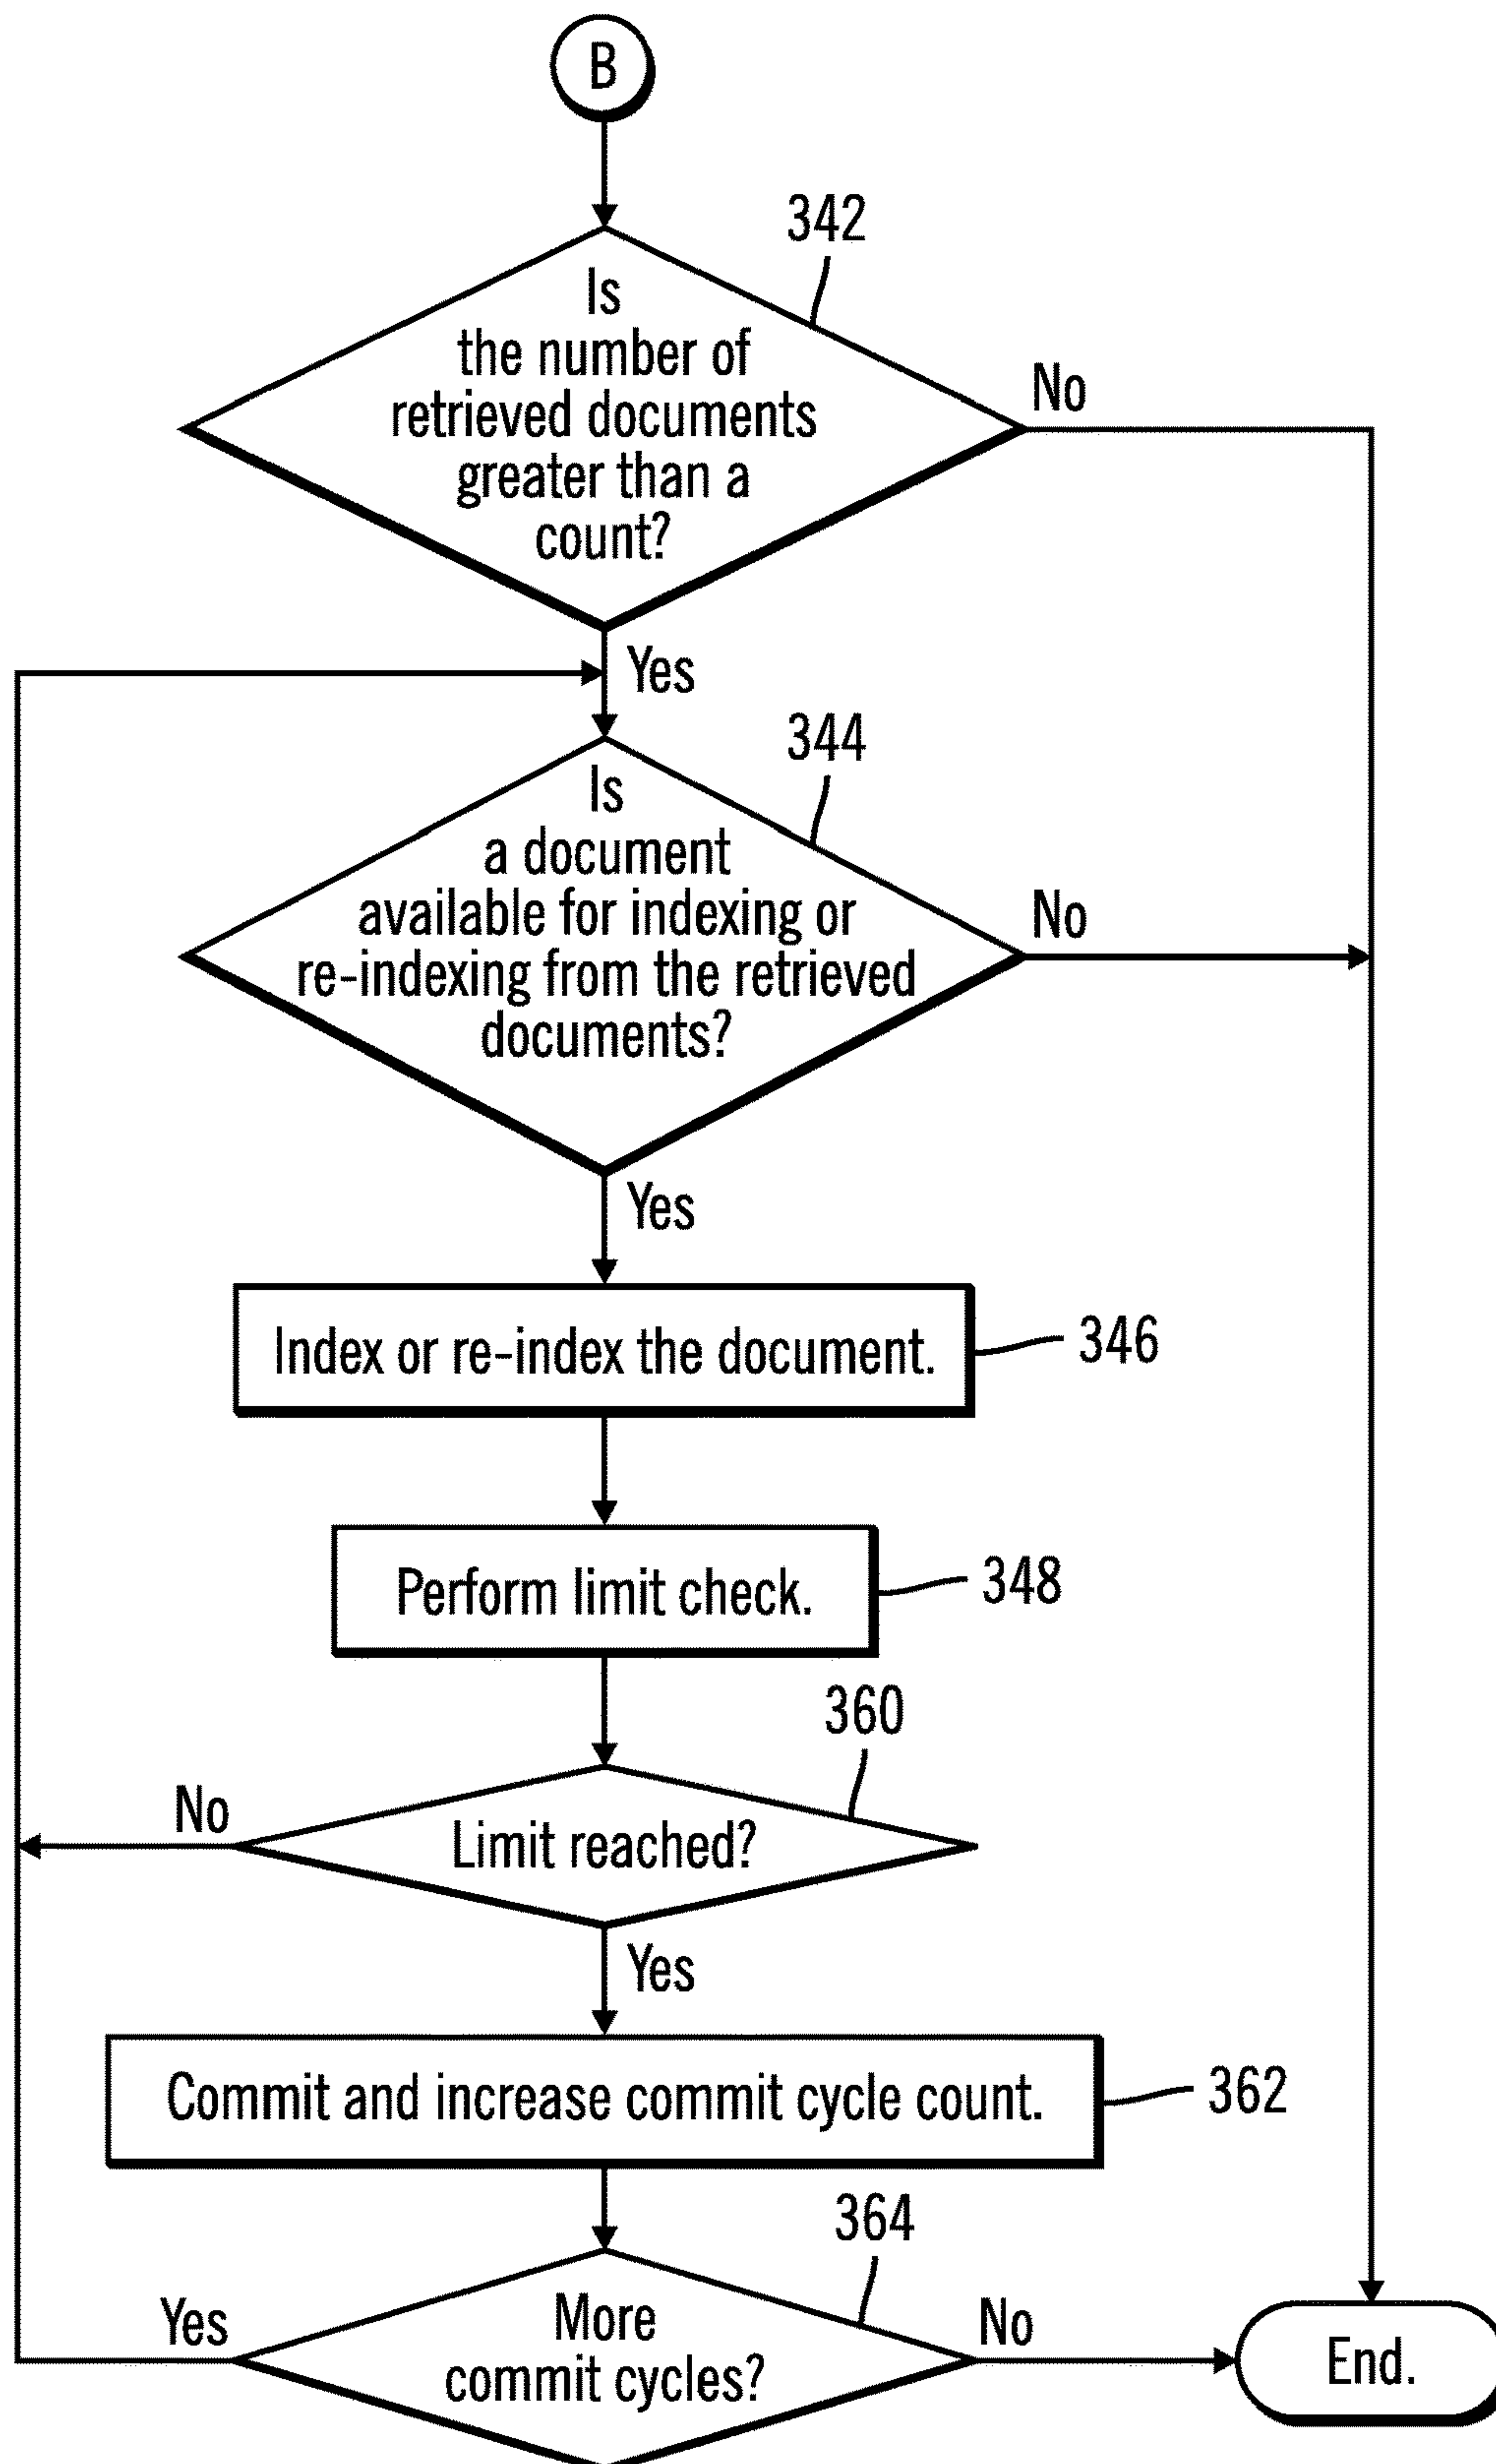 B
342
Is
the number of
retrieved documents
greater than a
count?
No
Yes
344
Is
a document
available for indexing or
re-indexing from the retrieved
documents?
No
Yes
Index or re-index the document.
346
Perform limit check.
348
360
No
Limit reached?
Yes
Commit and increase commit cycle count.
362
364
Yes
More
commit cycles?
No
End.